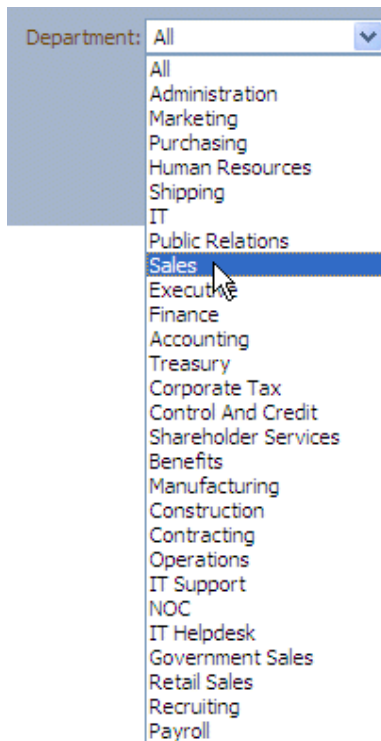 Department: All
All
Administration
Marketing
Purchasing
Human Resources
Shipping
IT
Public Relations
Sales
Executive
Finance
Accounting
Treasury
Corporate Tax
Control And Credit
Shareholder Services
Benefits
Manufacturing
Construction
Contracting
Operations
IT Support
NOC
IT Helpdesk
Government Sales
Retail Sales
Recruiting
Payroll